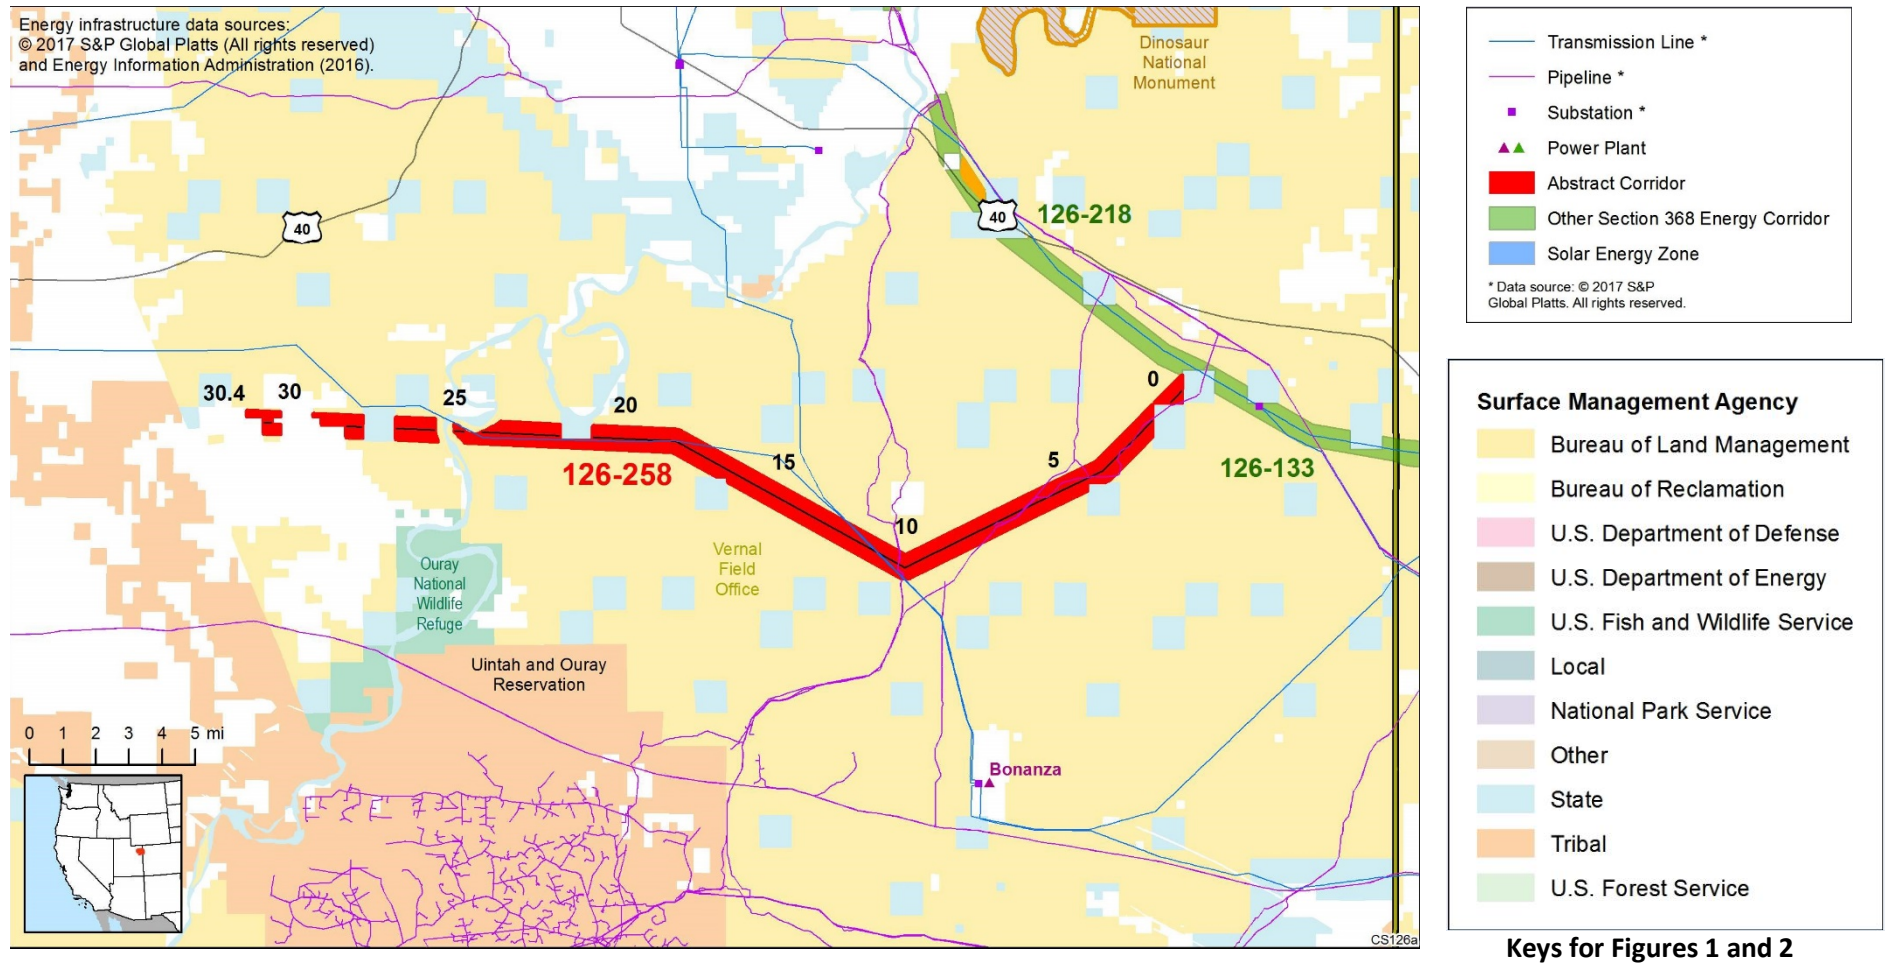 Energy infrastructure data sources:
© 2017 S&P Global Platts (All rights reserved)
and Energy Information Administration (2016).
Dinosaur
National
Monument
40
40
126-218
30.4
30
25
20
15
10
5
0
126-258
126-133
Vernal
Field
Office
Ouray
National
Wildlife
Refuge
Uintah and Ouray
Reservation
0 1 2 3 4 5 mi
Bonanza
CS126a
Transmission Line *
Pipeline *
Substation *
Power Plant
Abstract Corridor
Other Section 368 Energy Corridor
Solar Energy Zone
* Data source: © 2017 S&P
Global Platts. All rights reserved.
Surface Management Agency
Bureau of Land Management
Bureau of Reclamation
U.S. Department of Defense
U.S. Department of Energy
U.S. Fish and Wildlife Service
Local
National Park Service
Other
State
Tribal
U.S. Forest Service
Keys for Figures 1 and 2